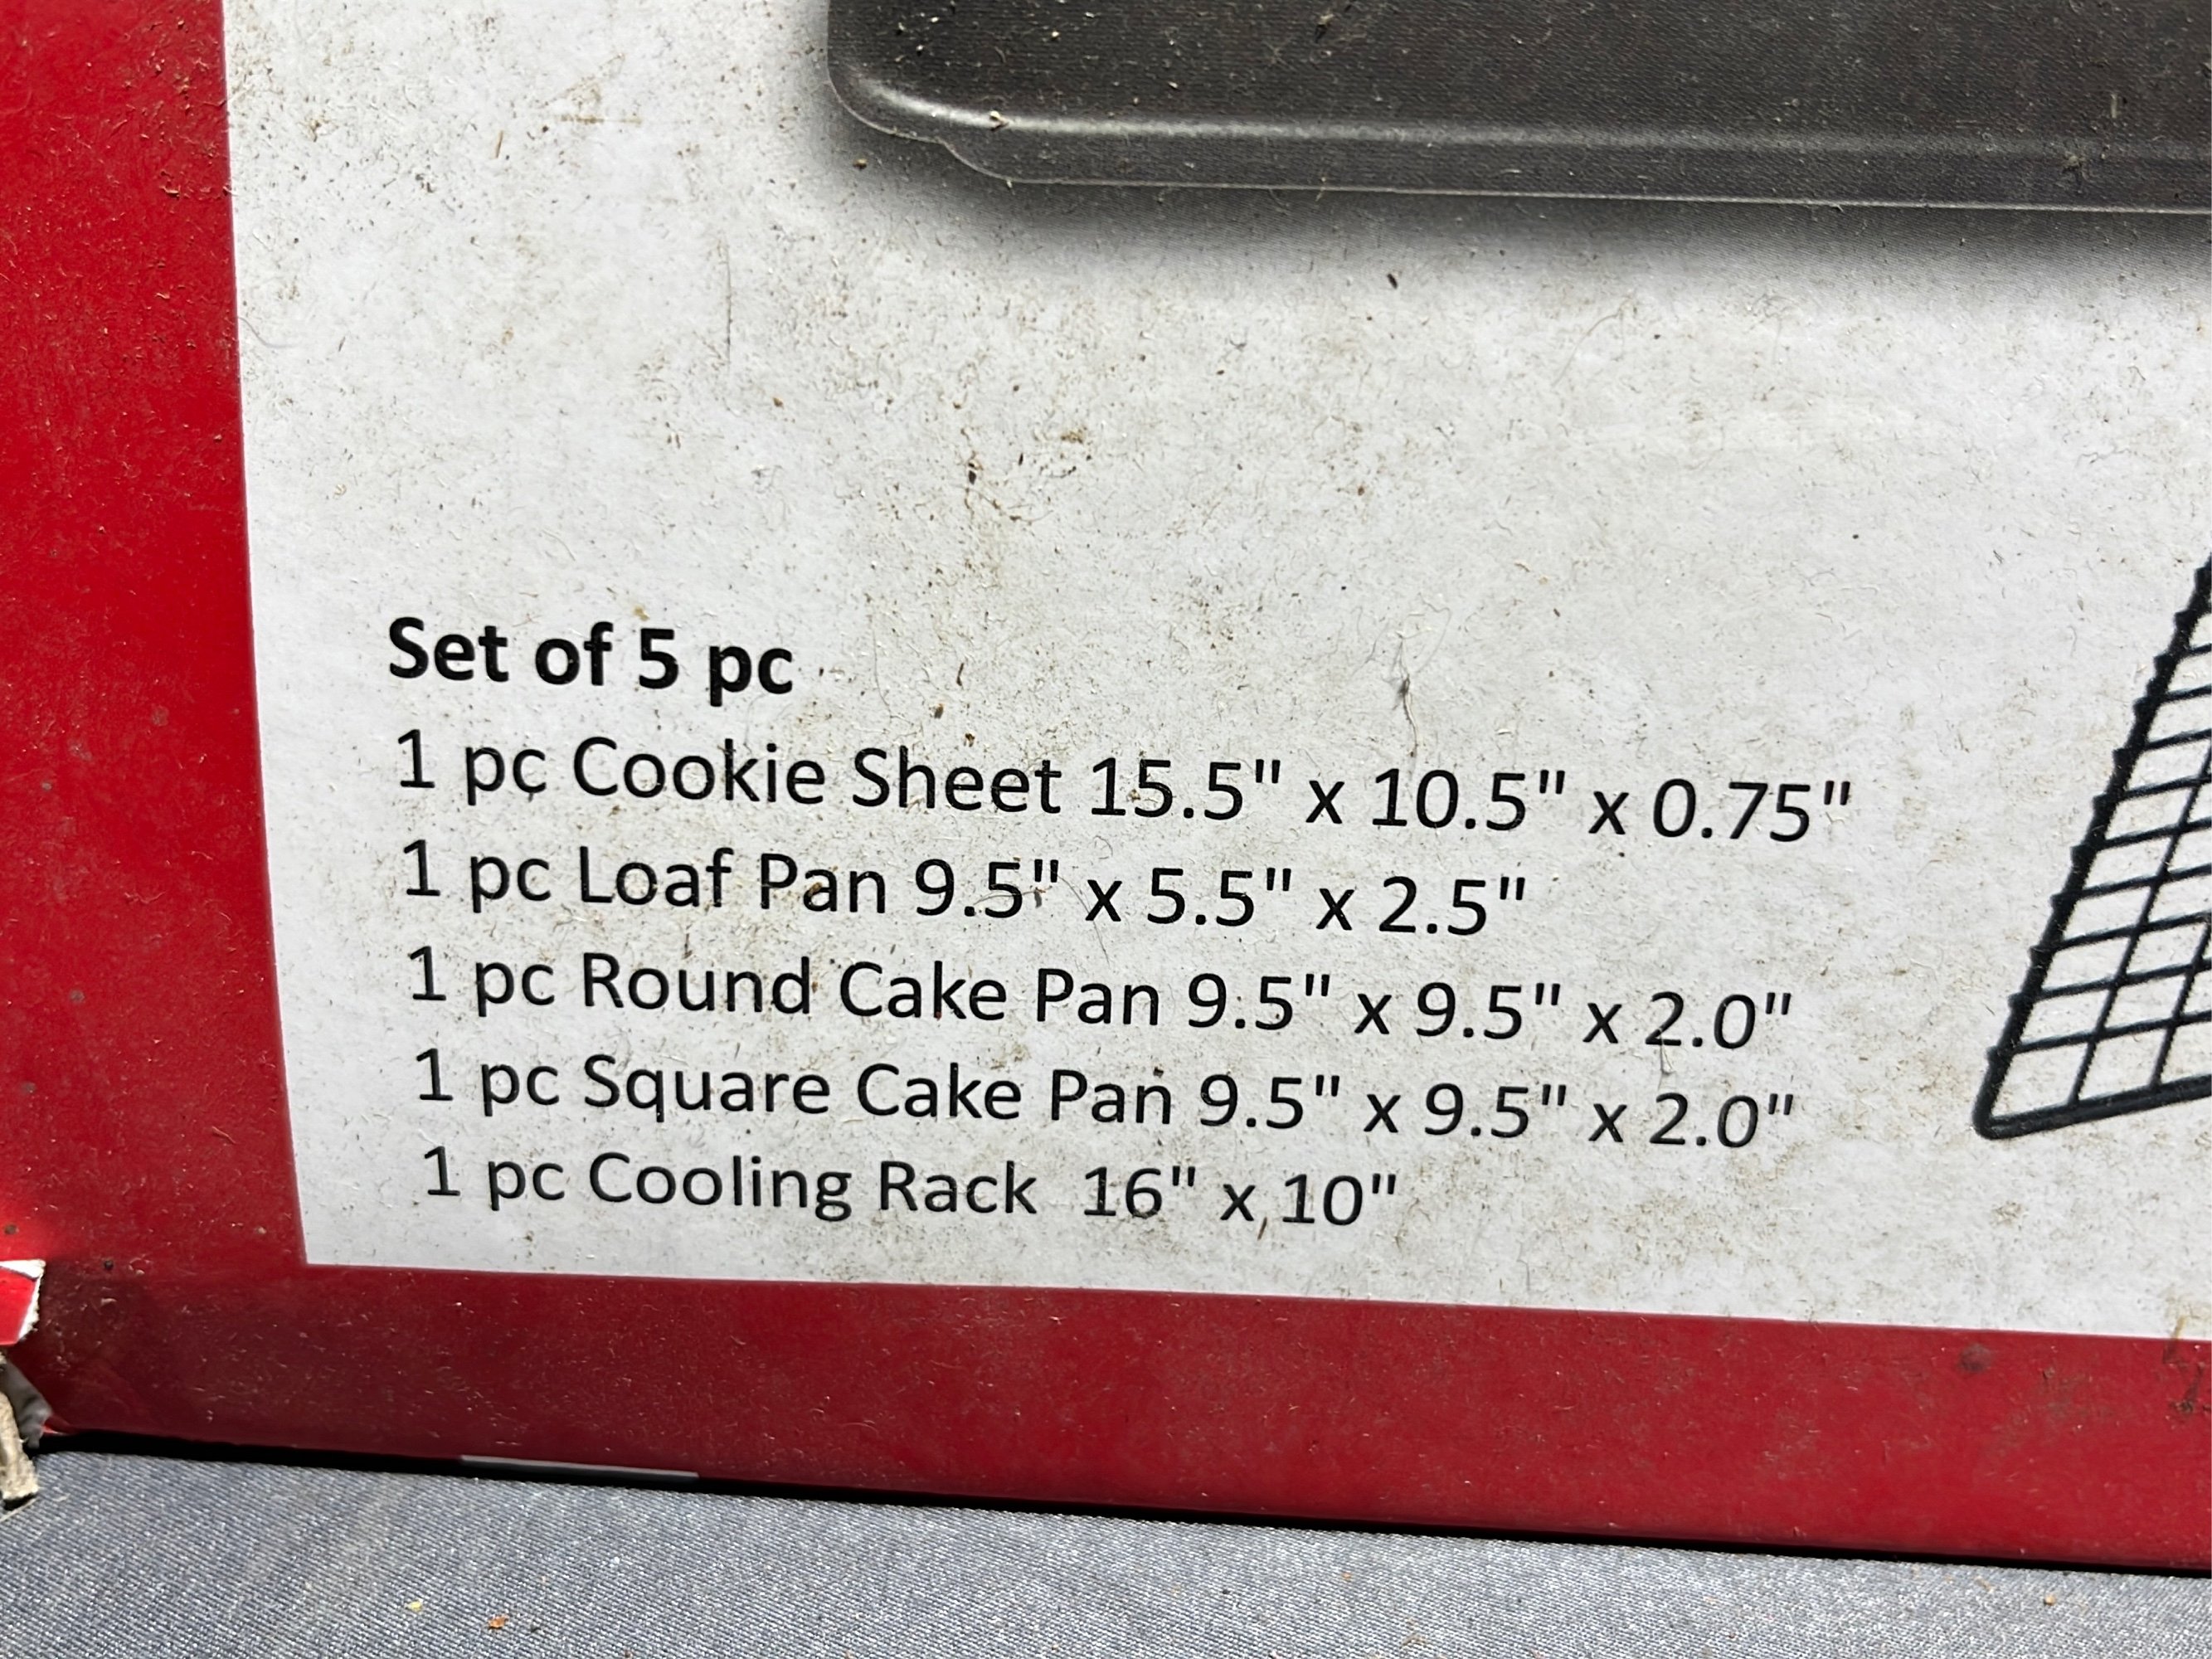 Set of 5 pc
1 pc Cookie Sheet 15.5" x 10.5" x 0.75"
1 pc Loaf Pan 9.5" x 5.5" x 2.5"
1 pc Round Cake Pan 9.5" x 9.5" x 2.0"
1 pc Square Cake Pan 9.5" x 9.5" x 2.0"
1 pc Cooling Rack  16" x 10"